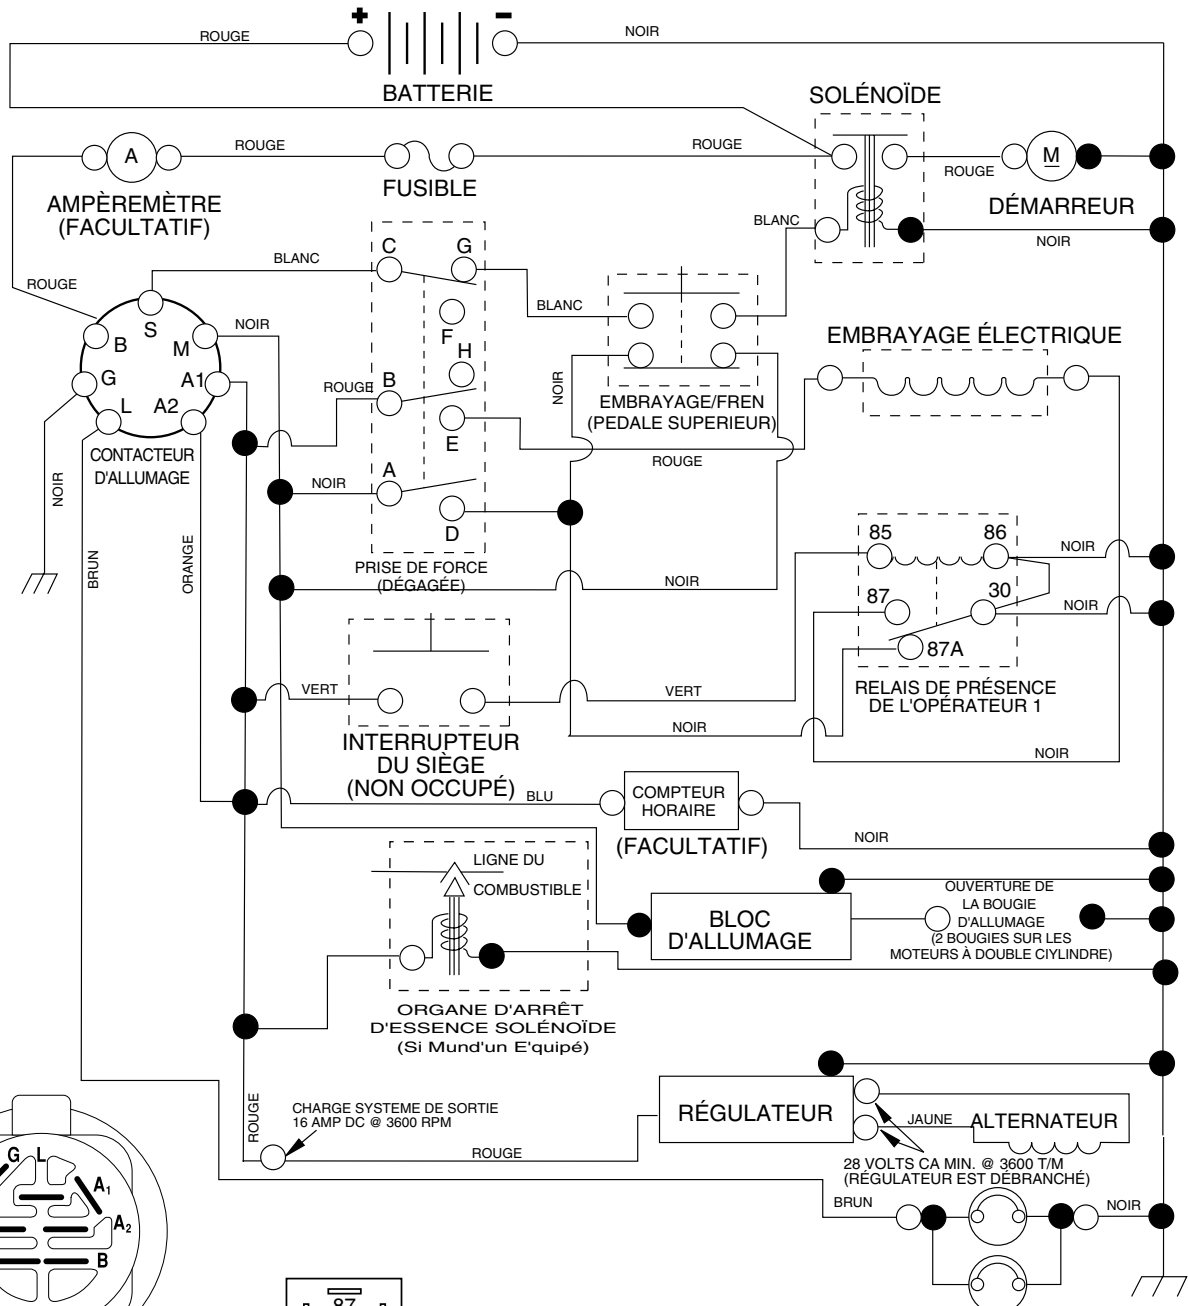 + -
ROUGE
NOIR
BATTERIE
SOLÉNOÏDE
A
ROUGE
ROUGE
ROUGE
M
AMPÈREMÈTRE
(FACULTATIF)
FUSIBLE
DÉMARREUR
BLANC
NOIR
ROUGE
BLANC
C
G
BLANC
S
B
M
NOIR
F
H
G
A1
L
A2
ROUGE
B
E
NOIR
EMBRAYAGE/FREN
(PEDALE SUPERIEUR)
EMBRAYAGE ÉLECTRIQUE
CONTACTEUR
D'ALLUMAGE
ROUGE
NOIR
NOIR
A
D
BRUN
ORANGE
PRISE DE FORCE
(DÉGAGÉE)
NOIR
85
86
NOIR
87
30
NOIR
87A
RELAIS DE PRÉSENCE
DE L'OPÉRATEUR 1
VERT
VERT
INTERRUPTEUR
DU SIÈGE
(NON OCCUPÉ)
NOIR
NOIR
BLU
COMPTEUR
HORAIRE
(FACULTATIF)
NOIR
LIGNE DU
COMBUSTIBLE
BLOC
D'ALLUMAGE
OUVERTURE DE
LA BOUGIE
D'ALLUMAGE
(2 BOUGIES SUR LES
MOTEURS À DOUBLE CIYLINDRE)
ORGANE D'ARRÊT
D'ESSENCE SOLÉNOÏDE
(Si Mund'un E'quipé)
ROUGE
CHARGE SYSTEME DE SORTIE
16 AMP DC @ 3600 RPM
ROUGE
RÉGULATEUR
JAUNE
ALTERNATEUR
28 VOLTS CA MIN. @ 3600 T/M
(RÉGULATEUR EST DÉBRANCHÉ)
BRUN
NOIR
G L
A1
A2
B
87